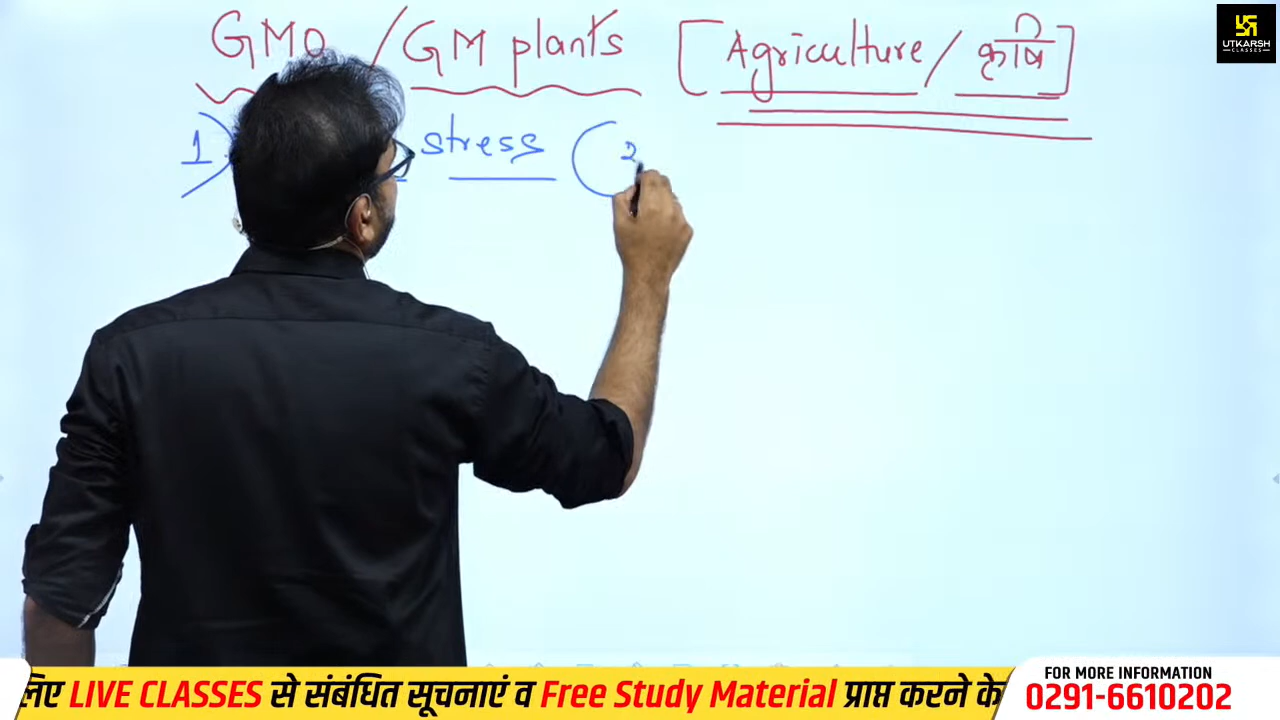 GMO / GM plants [Agriculture / कृषि]
UTKARSH
CLASSES
1 stress (
लिए LIVE CLASSES से संबंधित सूचनाएं व Free Study Material प्राप्त करने के
FOR MORE INFORMATION
0291-6610202